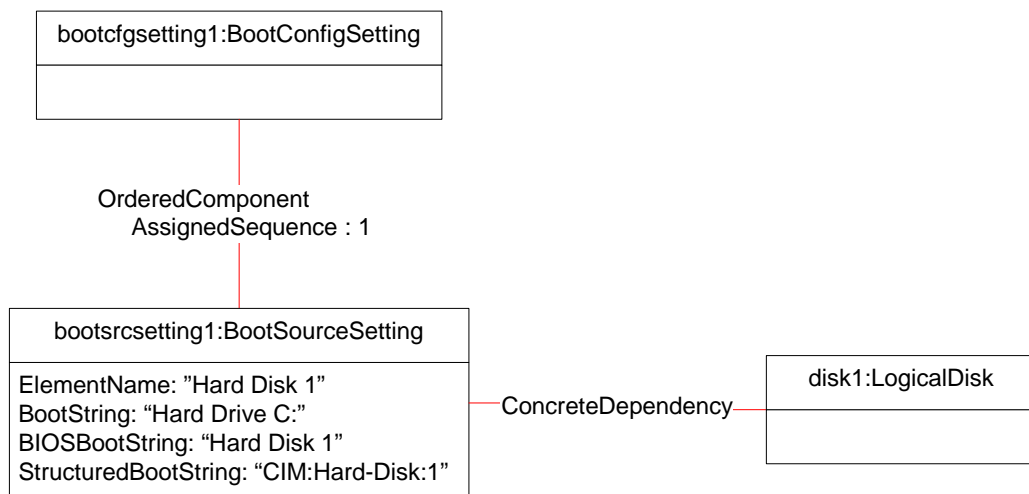 bootcfgsetting1:BootConfigSetting
OrderedComponent
AssignedSequence : 1
bootsrcsetting1:BootSourceSetting
ElementName: ”Hard Disk 1”
BootString: “Hard Drive C:”
BIOSBootString: “Hard Disk 1”
StructuredBootString: “CIM:Hard-Disk:1”
ConcreteDependency
disk1:LogicalDisk